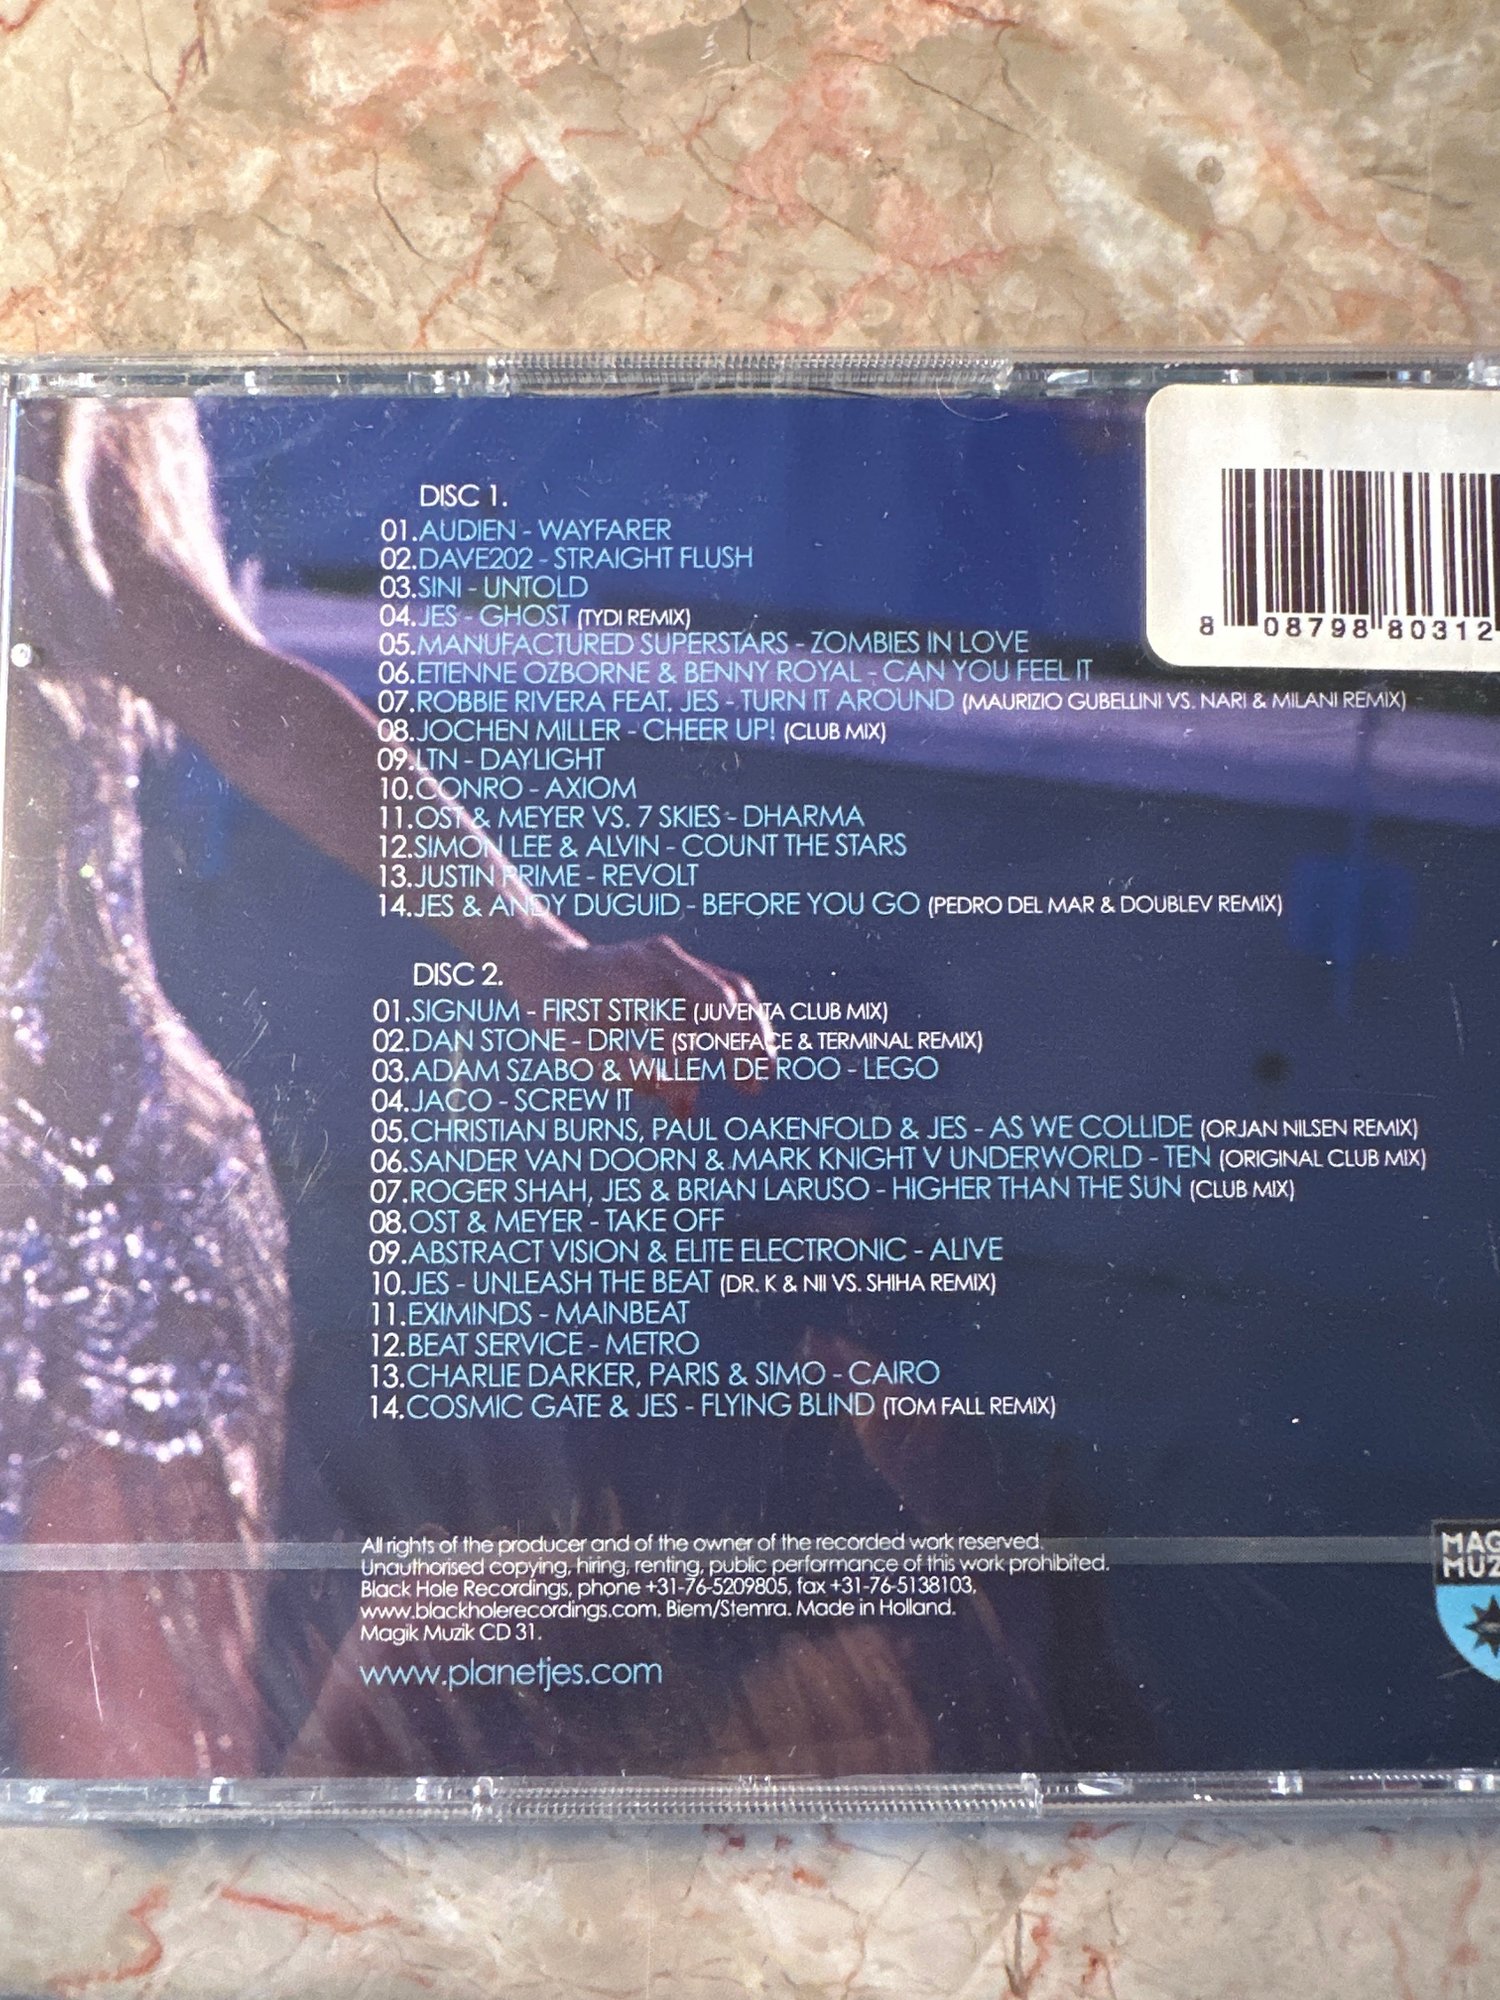 DISC 1.
01.AUDIEN - WAYFARER
02.DAVE202 - STRAIGHT FLUSH
03.SINI - UNTOLD
04.JES - GHOST (TYDI REMIX)
05.MANUFACTURED SUPERSTARS - ZOMBIES IN LOVE
06.ETIENNE OZBORNE & BENNY ROYAL - CAN YOU FEEL IT
07.ROBBIE RIVERA FEAT. JES - TURN IT AROUND (MAURIZIO GUBELLINI VS. NARI & MILANI REMIX)
08.JOCHEN MILLER - CHEER UP! (CLUB MIX)
09.LTN - DAYLIGHT
10.CONRO - AXIOM
11.OST & MEYER VS. 7 SKIES - DHARMA
12.SIMON LEE & ALVIN - COUNT THE STARS
13.JUSTIN PRIME - REVOLT
14.JES & ANDY DUGUID - BEFORE YOU GO (PEDRO DEL MAR & DOUBLEV REMIX)
DISC 2.
01.SIGNUM - FIRST STRIKE (JUVENTA CLUB MIX)
02.DAN STONE - DRIVE (STONEFACE & TERMINAL REMIX)
03.ADAM SZABO & WILLEM DE ROO - LEGO
04.JACO - SCREW IT
05.CHRISTIAN BURNS, PAUL OAKENFOLD & JES - AS WE COLLIDE (ORJAN NILSEN REMIX)
06.SANDER VAN DOORN & MARK KNIGHT V UNDERWORLD - TEN (ORIGINAL CLUB MIX)
07.ROGER SHAH, JES & BRIAN LARUSO - HIGHER THAN THE SUN (CLUB MIX)
08.OST & MEYER - TAKE OFF
09.ABSTRACT VISION & ELITE ELECTRONIC - ALIVE
10.JES - UNLEASH THE BEAT (DR. K & NII VS. SHIHA REMIX)
11.EXIMINDS - MAINBEAT
12.BEAT SERVICE - METRO
13.CHARLIE DARKER, PARIS & SIMO - CAIRO
14.COSMIC GATE & JES - FLYING BLIND (TOM FALL REMIX)
8 08798 80312
All rights of the producer and of the owner of the recorded work reserved.
Unauthorised copying, hiring, renting, public performance of this work prohibited.
Black Hole Recordings, phone +31-76-5209805, fax +31-76-5138103,
www.blackholerecordings.com. Biem/Stemra. Made in Holland.
Magik Muzik CD 31.
www.planetjes.com
MAG
MUZ